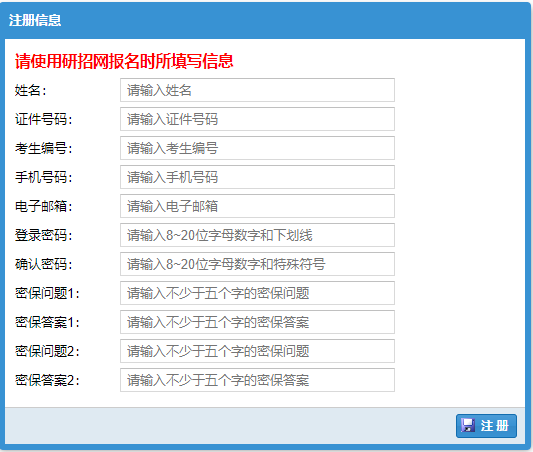 注册信息
请使用研招网报名时所填写信息
姓名： 请输入姓名
证件号码： 请输入证件号码
考生编号： 请输入考生编号
手机号码： 请输入手机号码
电子邮箱： 请输入电子邮箱
登录密码： 请输入8~20位字母数字和下划线
确认密码： 请输入8~20位字母数字和特殊符号
密保问题1： 请输入不少于五个字的密保问题
密保答案1： 请输入不少于五个字的密保答案
密保问题2： 请输入不少于五个字的密保问题
密保答案2： 请输入不少于五个字的密保答案
注 册